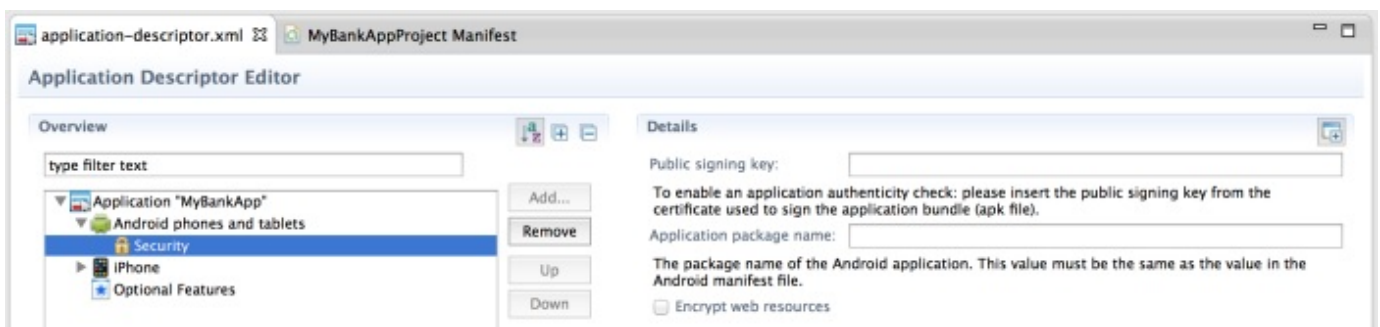 application-descriptor.xml MyBankAppProject Manifest
Application Descriptor Editor
Overview
type filter text
Application "MyBankApp"
Android phones and tablets
Security
iPhone
Optional Features
Add...
Remove
Up
Down
Details
Public signing key:
To enable an application authenticity check: please insert the public signing key from the
certificate used to sign the application bundle (apk file).
Application package name:
The package name of the Android application. This value must be the same as the value in the
Android manifest file.
Encrypt web resources